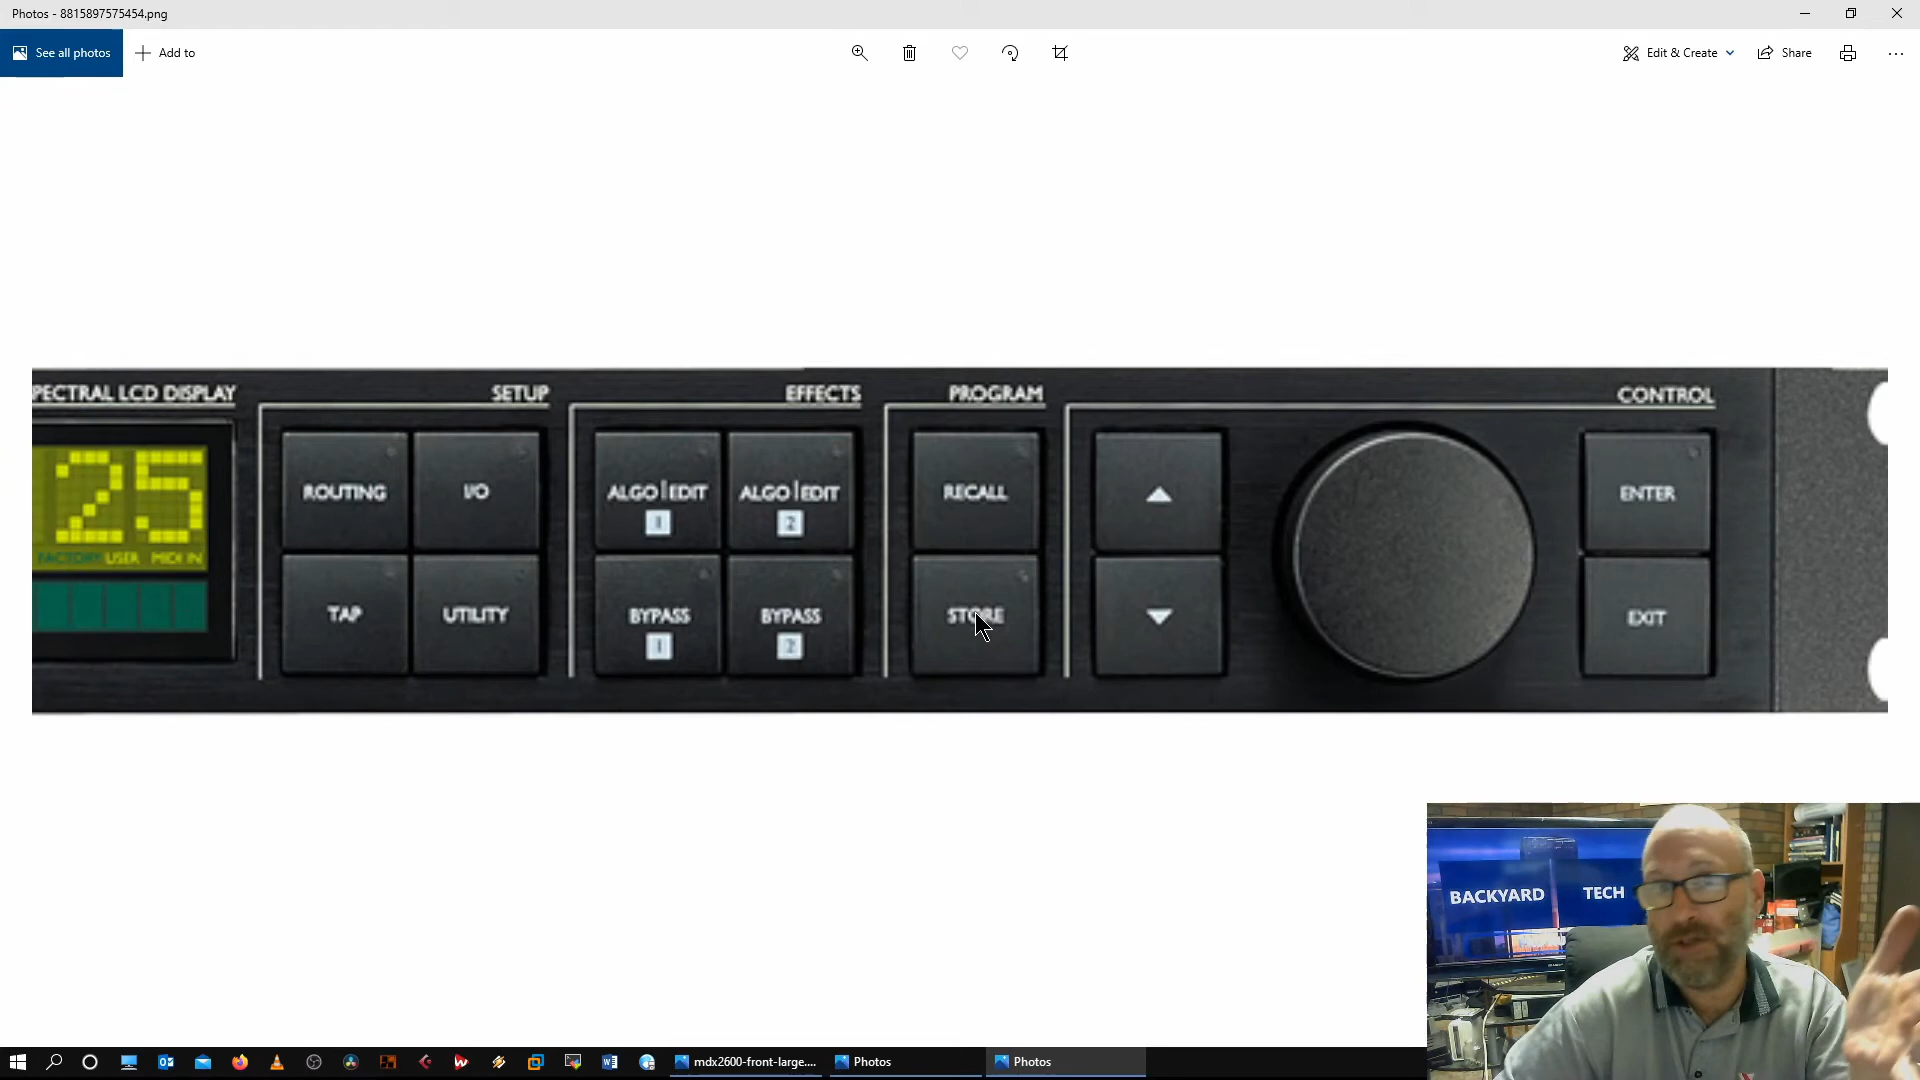 Photos - 8815897575454.png
See all photos
Add to
Edit & Create
Share
PECTRAL LCD DISPLAY
SETUP
EFFECTS
PROGRAM
CONTROL
25
FACTORY USER MIDI IN
ROUTING
I/O
ALGO|EDIT
1
ALGO|EDIT
2
RECALL
ENTER
TAP
UTILITY
BYPASS
1
BYPASS
2
STORE
EXIT
BACKYARD TECH
mdx2600-front-large....
Photos
Photos